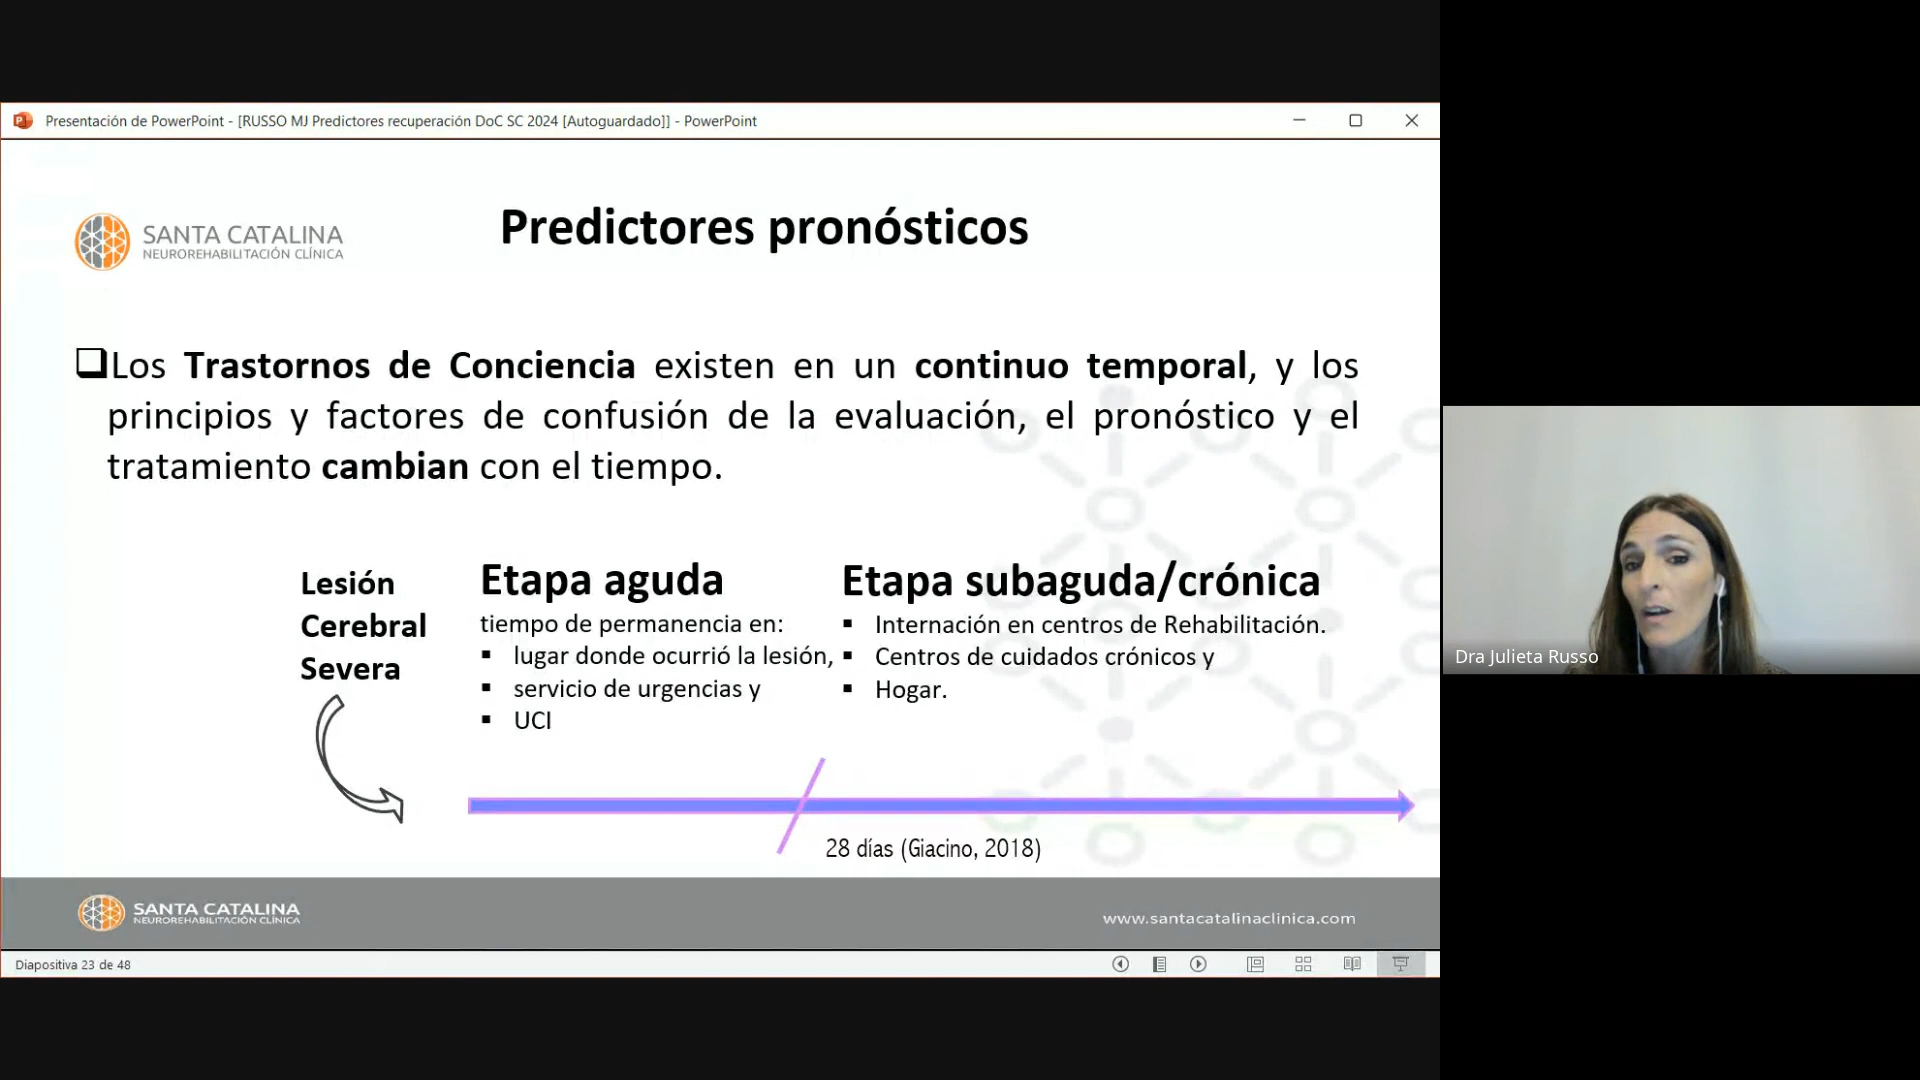 Presentación de PowerPoint - [RUSSO MJ Predictores recuperación DoC SC 2024 [Autoguardado]] - PowerPoint
SANTA CATALINA
NEUROREHABILITACIÓN CLÍNICA
Predictores pronósticos
Los Trastornos de Conciencia existen en un continuo temporal, y los
principios y factores de confusión de la evaluación, el pronóstico y el
tratamiento cambian con el tiempo.
Lesión
Cerebral
Severa
Etapa aguda
tiempo de permanencia en:
▪ lugar donde ocurrió la lesión,
▪ servicio de urgencias y
▪ UCI
Etapa subaguda/crónica
▪ Internación en centros de Rehabilitación.
▪ Centros de cuidados crónicos y
▪ Hogar.
28 días (Giacino, 2018)
SANTA CATALINA
NEUROREHABILITACIÓN CLÍNICA
www.santacatalinaclinica.com
Diapositiva 23 de 48
Dra Julieta Russo